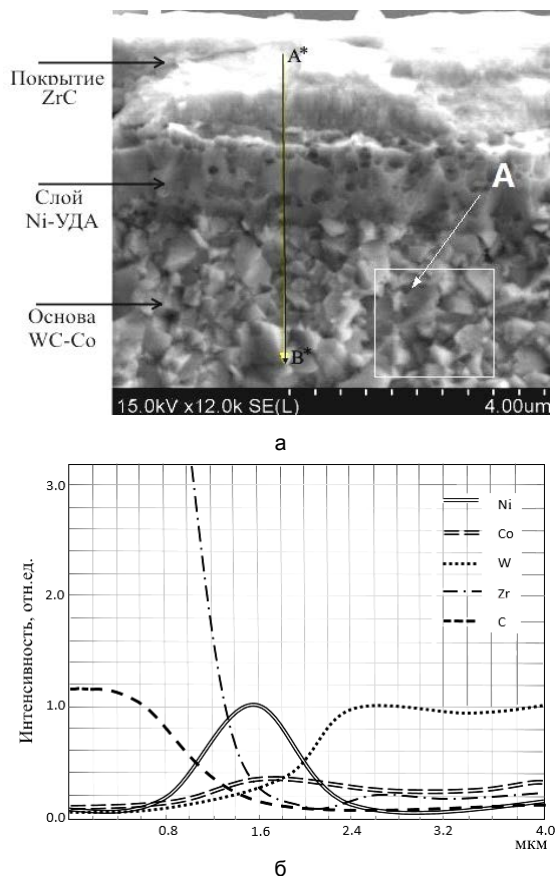 A*
Покрытие
ZrC
A
Слой
Ni-УДА
Основа
WC-Co
B*
15.0kV x12.0k SE(L) 4.00um
а
3.0
2.0
1.0
0.0
Интенсивность, отн.ед.
Ni
Co
W
Zr
C
0.8 1.6 2.4 3.2 4.0
мкм
б